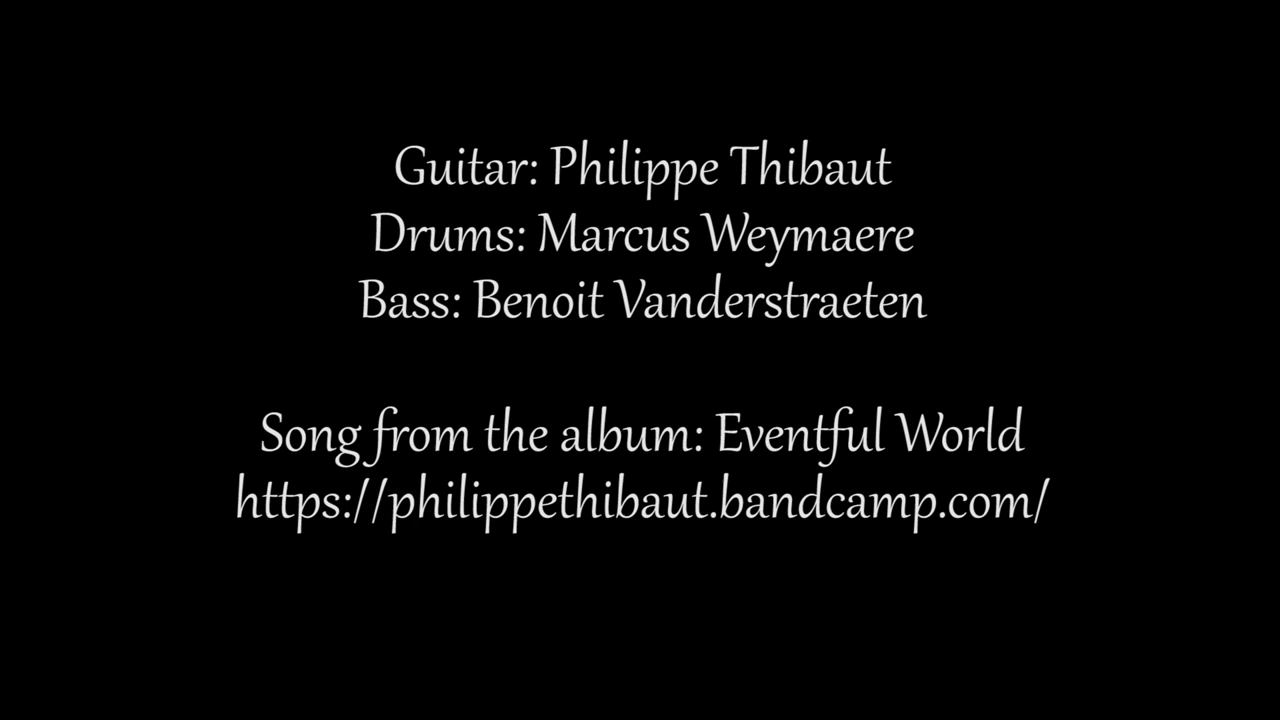 Guitar: Philippe Thibaut
Drums: Marcus Weymaere
Bass: Benoit Vanderstraeten
Song from the album: Eventful World
https://philippethibaut.bandcamp.com/